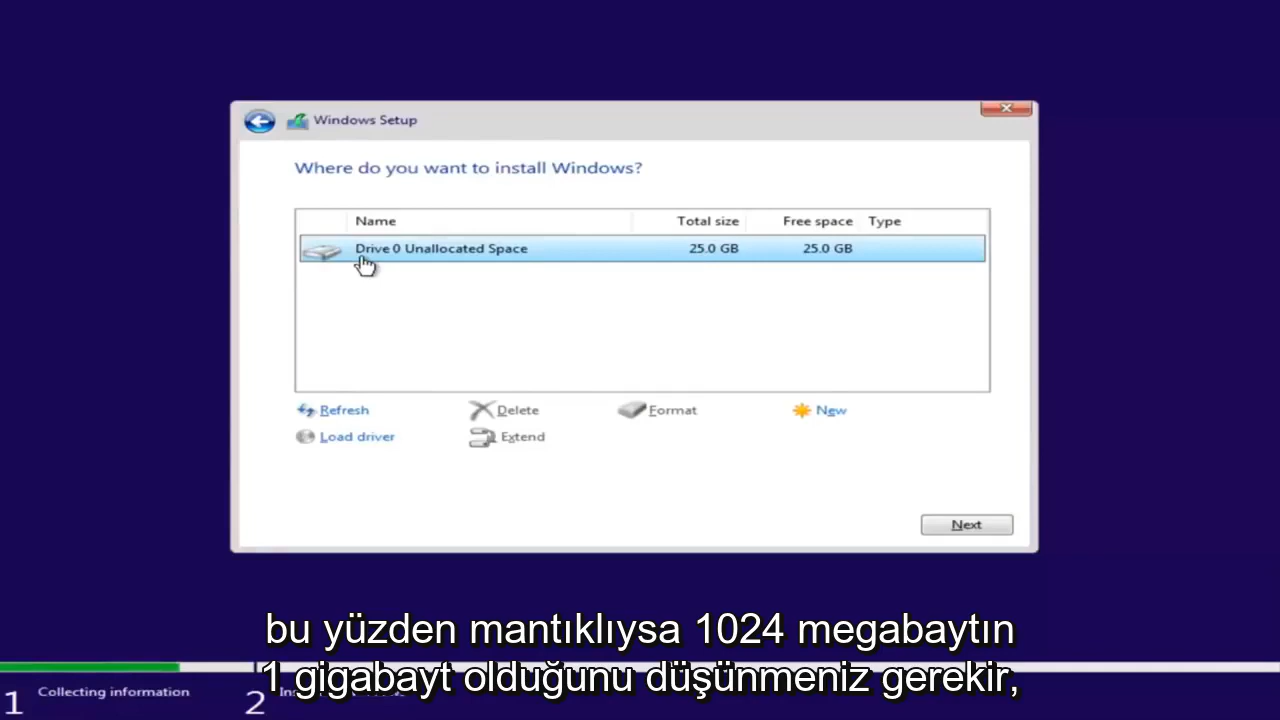 Windows Setup
Where do you want to install Windows?
Name Total size Free space Type
Drive 0 Unallocated Space 25.0 GB 25.0 GB
Refresh Delete Format New
Load driver Extend
Next
bu yüzden mantıklıysa 1024 megabaytın
1 gigabayt olduğunu düşünmeniz gerekir,
1 Collecting information 2